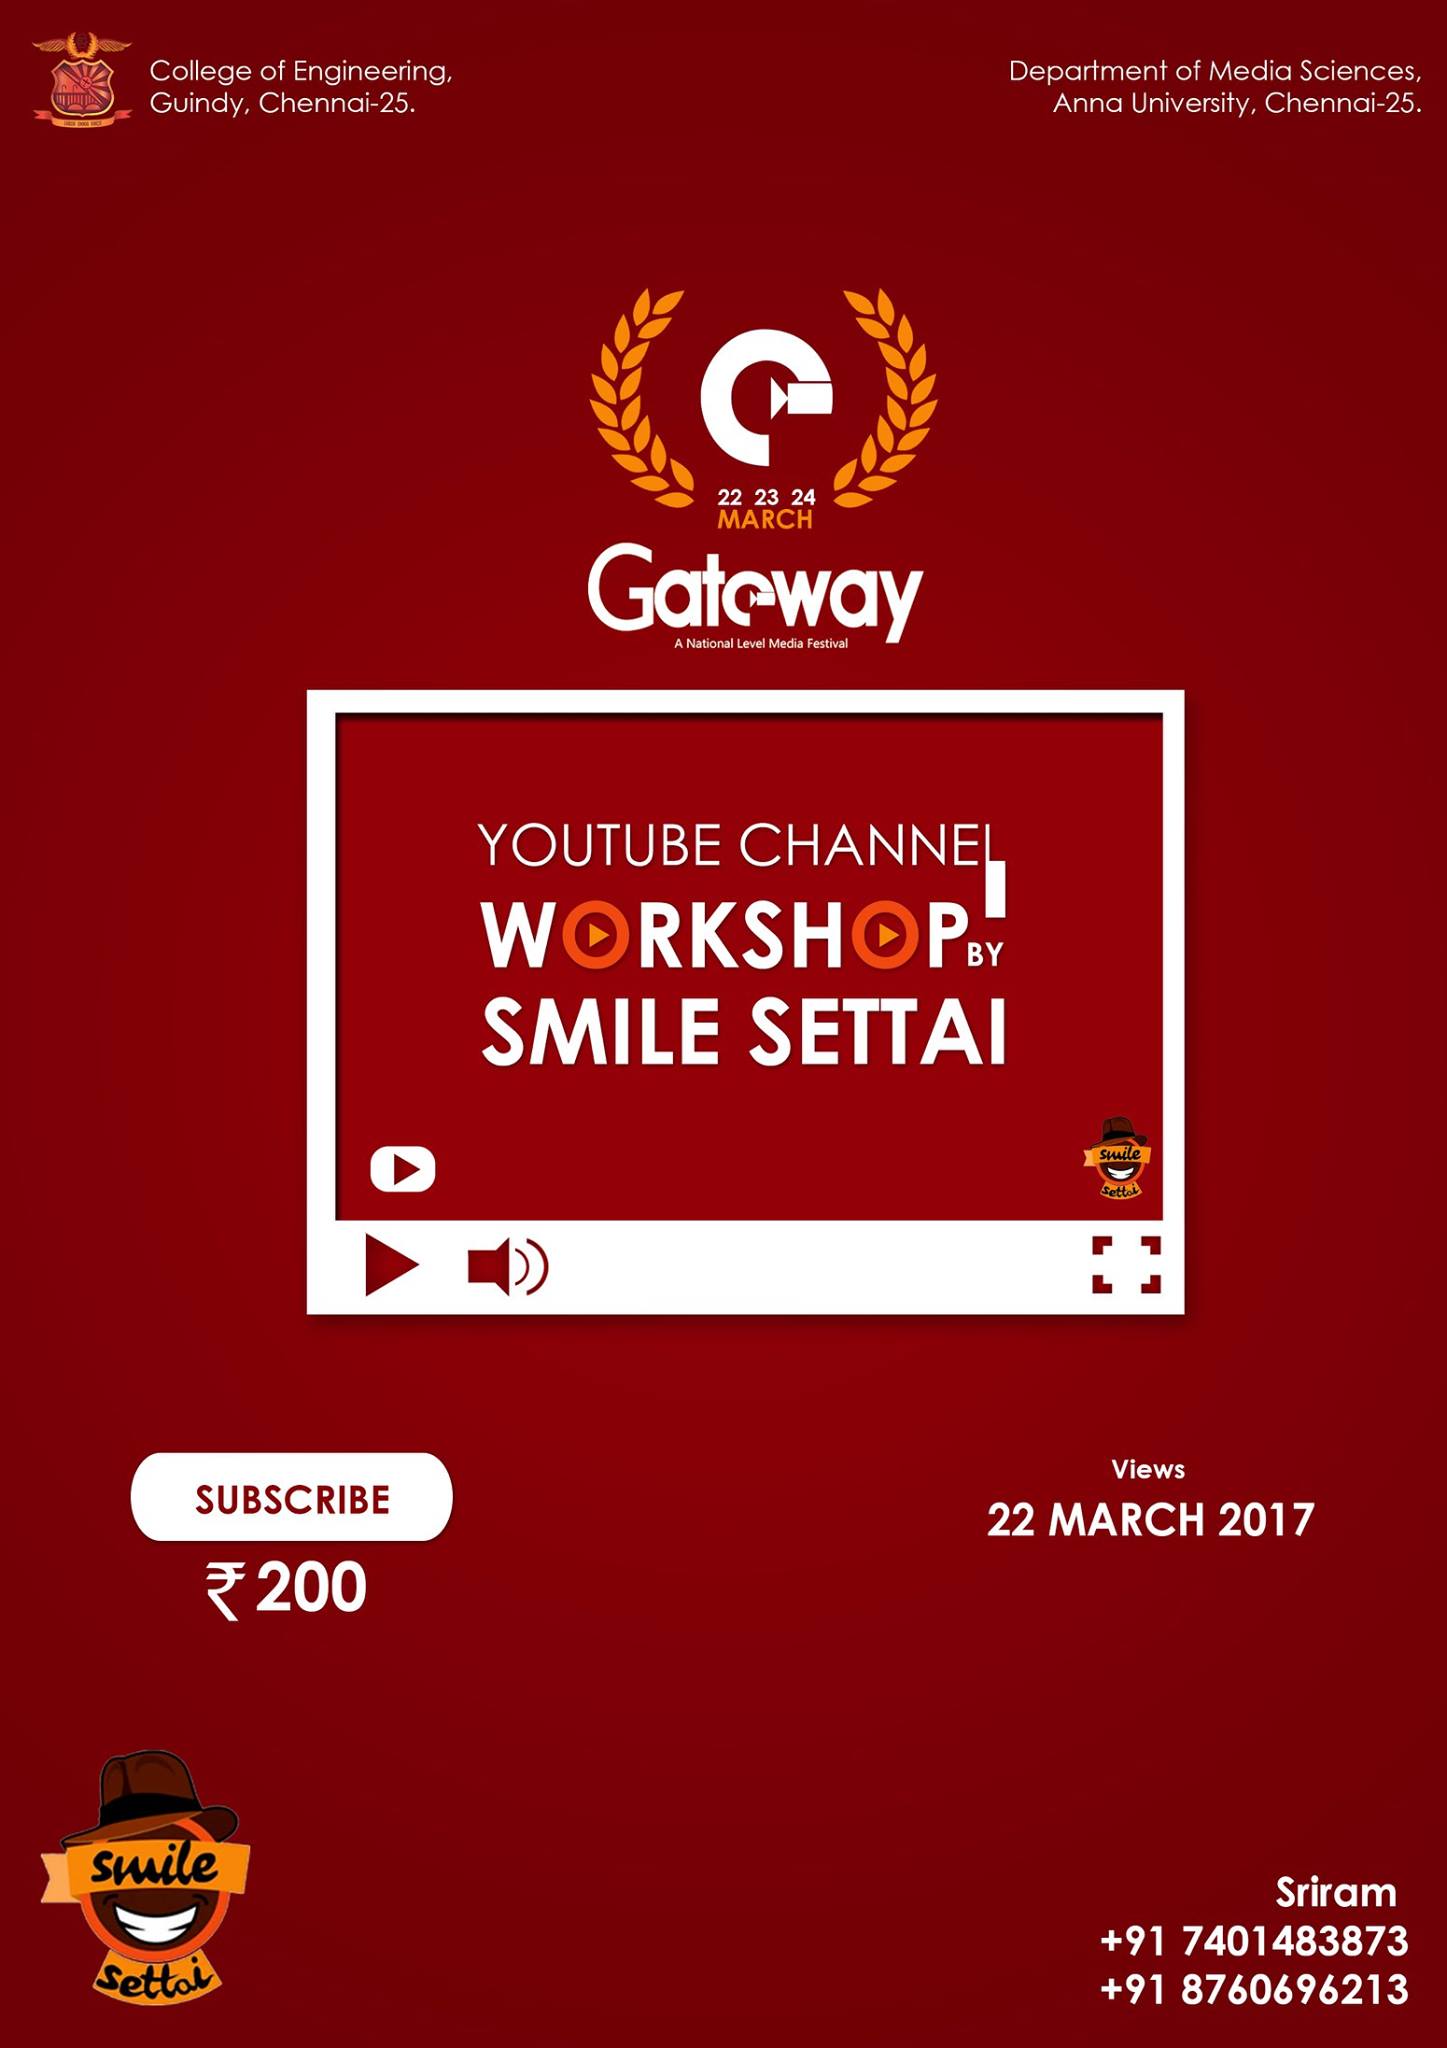 College of Engineering,
Guindy, Chennai-25.
Department of Media Sciences,
Anna University, Chennai-25.
22 23 24
MARCH
Gateway
A National Level Media Festival
YOUTUBE CHANNEL
WORKSHOP BY
SMILE SETTAI
smile
settai
SUBSCRIBE
₹ 200
Views
22 MARCH 2017
smile
settai
Sriram
+91 7401483873
+91 8760696213